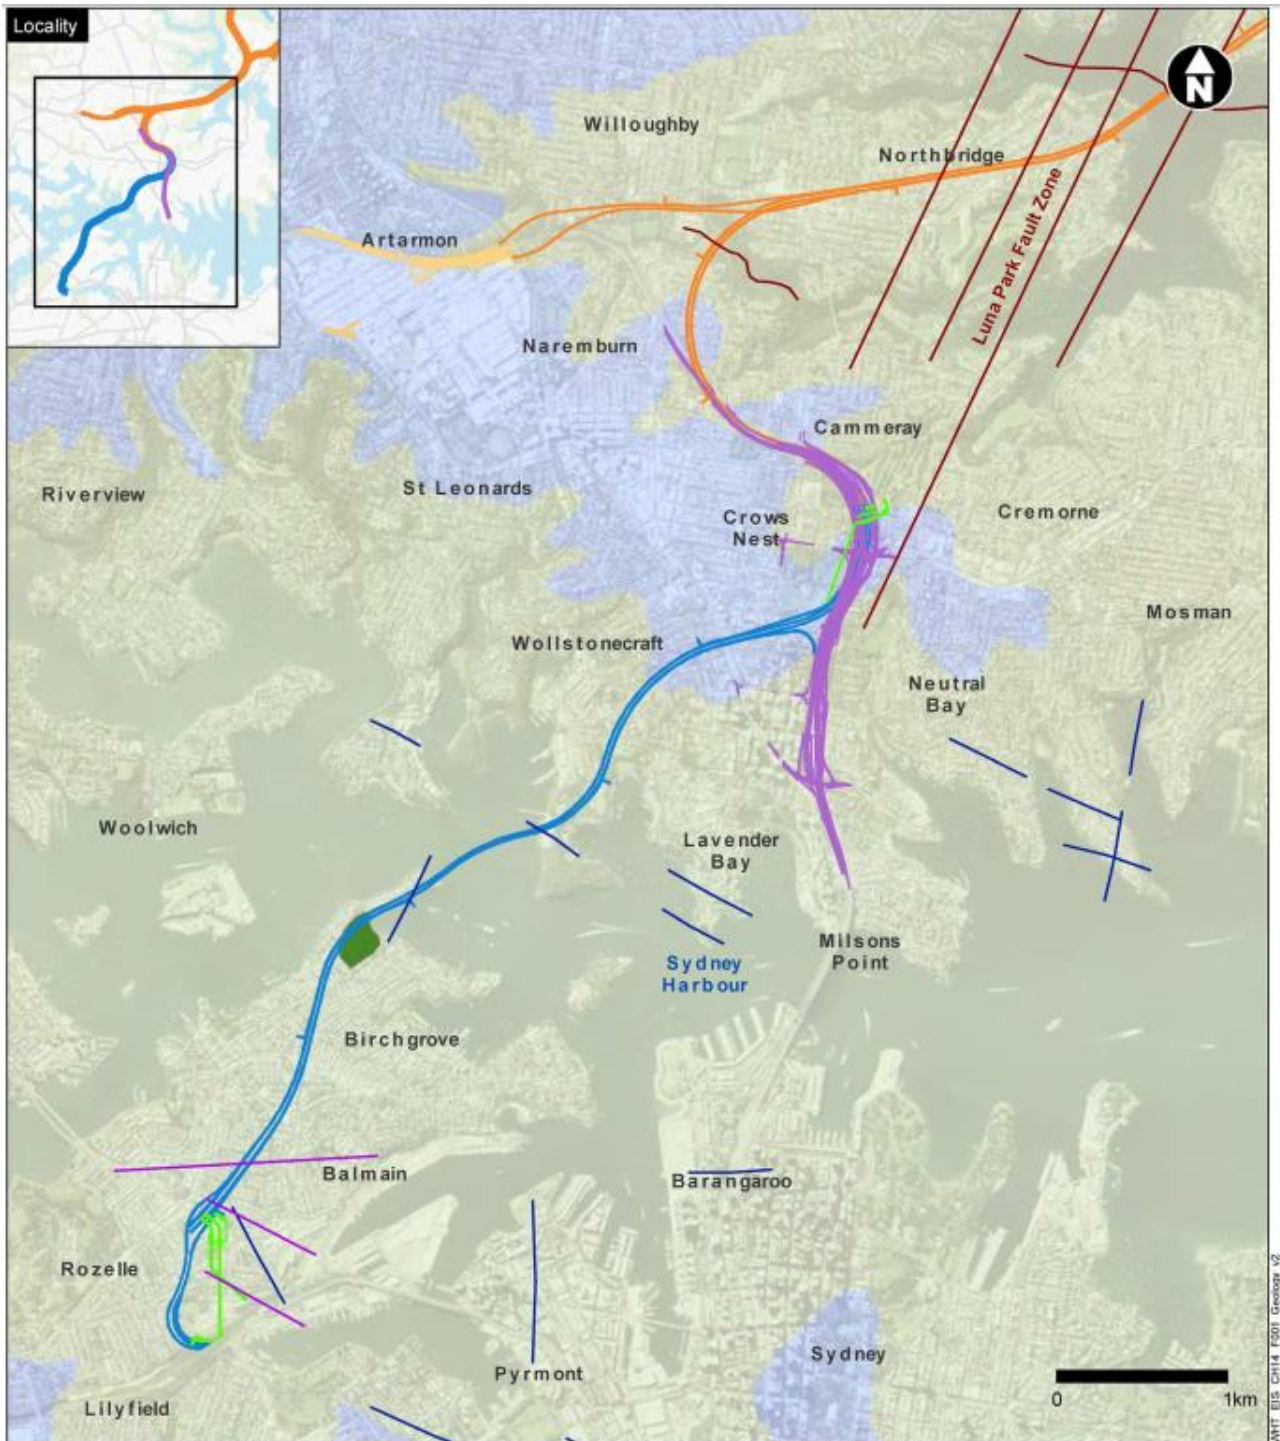 Locality
N
Willoughby
Northbridge
Luna Park Fault Zone
Artarmon
Naremburn
Cammeray
Riverview
St Leonards
Crows
Nest
Cremorne
Mosman
Wollstonecraft
Neutral
Bay
Woolwich
Lavender
Bay
Milsons
Point
Sydney
Harbour
Birchgrove
Balmain
Barangaroo
Rozelle
Sydney
Pyrmont
Lilyfield
0 1km
WHT_EIS_CH14_F001_Geology_v2